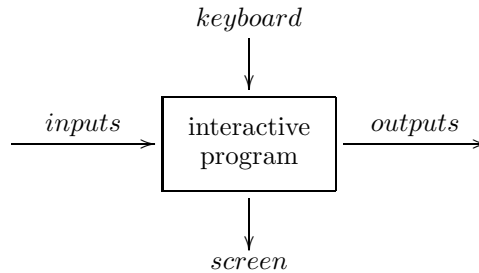 keyboard
inputs
interactive
program
outputs
screen